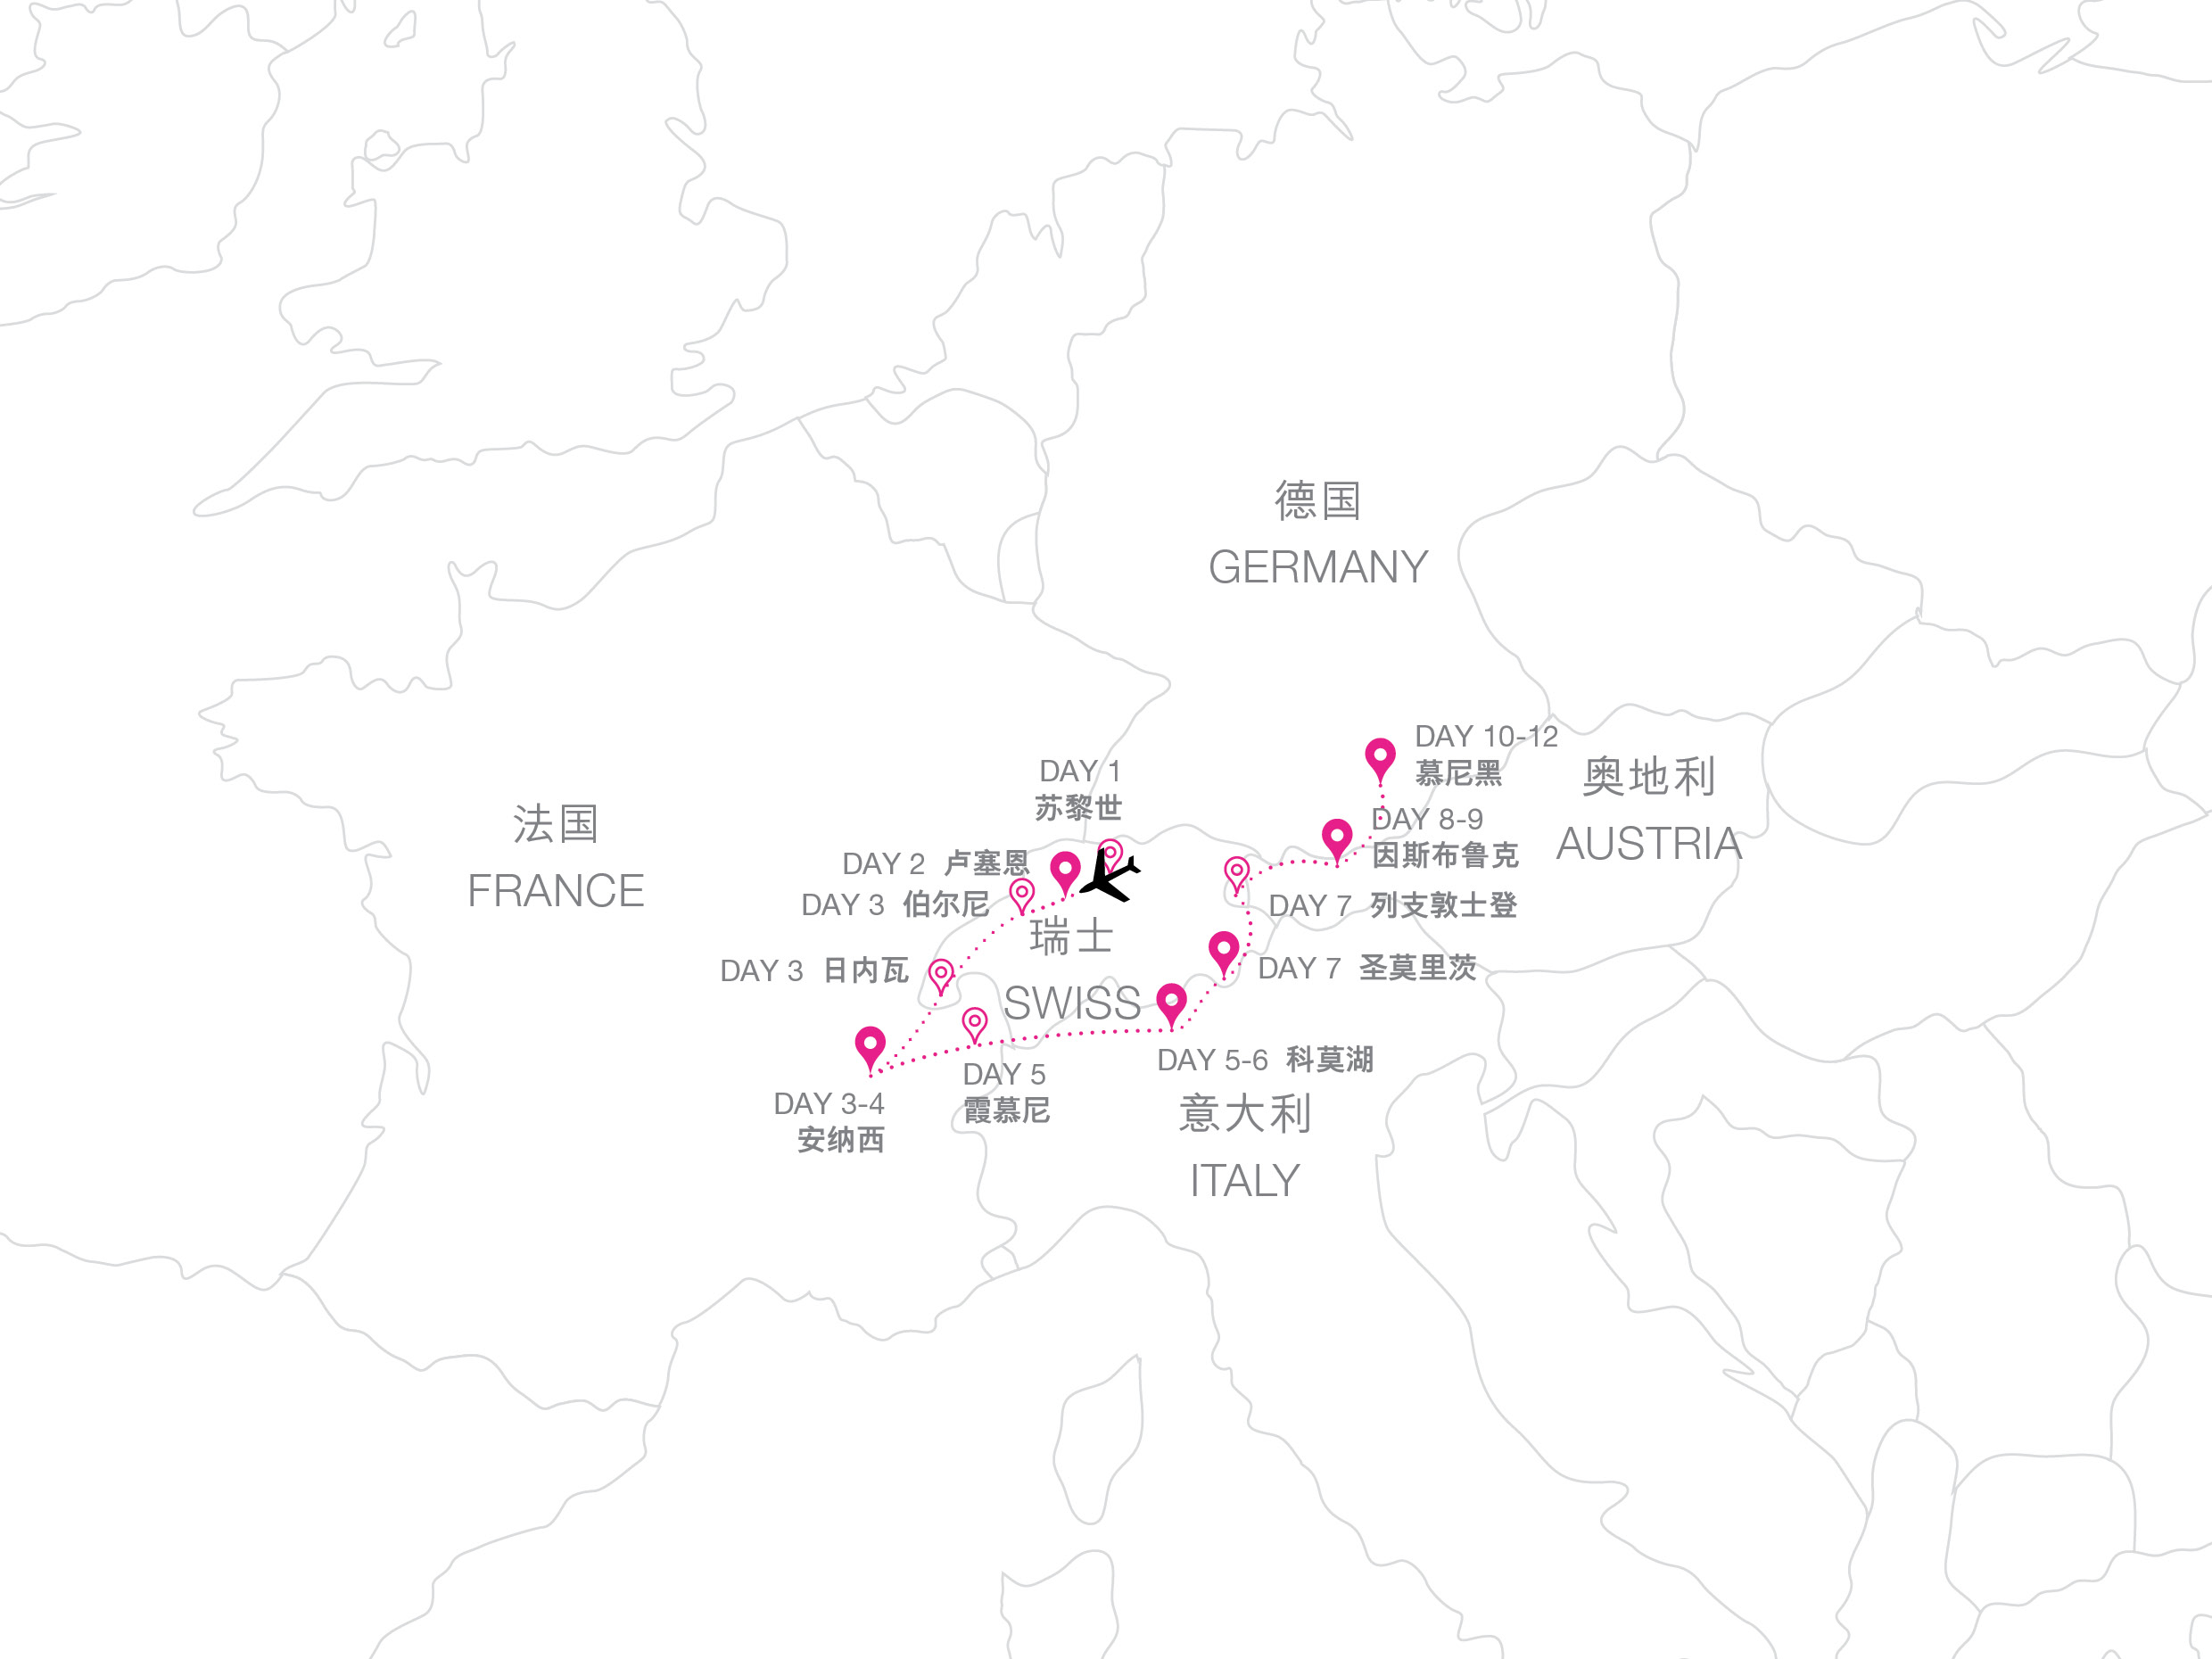 德国
GERMANY
DAY 10-12
慕尼黑
奥地利
AUSTRIA
DAY 1
苏黎世
法国
FRANCE
DAY 8-9
因斯布鲁克
DAY 2 卢塞恩
DAY 3 伯尔尼
DAY 7 列支敦士登
瑞士
SWISS
DAY 3 日内瓦
DAY 7 圣莫里茨
DAY 5-6 科莫湖
DAY 5
霞慕尼
DAY 3-4
安纳西
意大利
ITALY